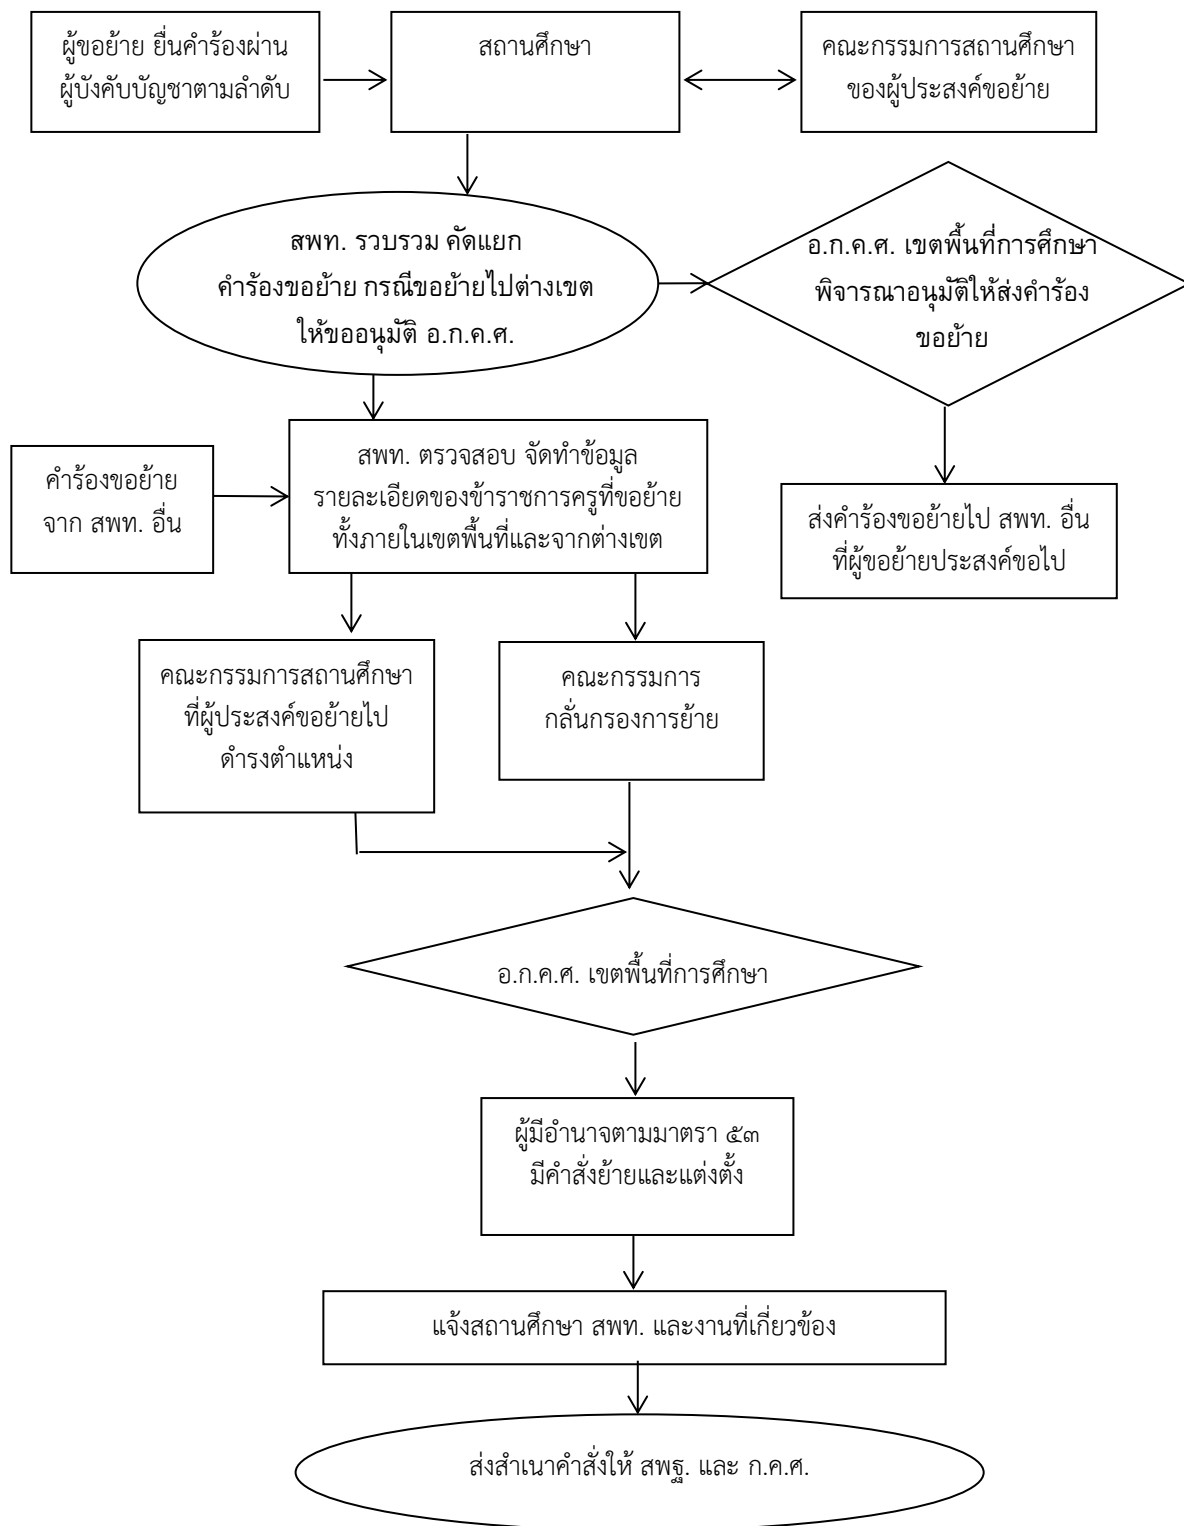 ผู้ขอย้าย ยื่นคำร้องผ่าน
ผู้บังคับบัญชาตามลำดับ
สถานศึกษา
คณะกรรมการสถานศึกษา
ของผู้ประสงค์ขอย้าย
สพท. รวบรวม คัดแยก
คำร้องขอย้าย กรณีขอย้ายไปต่างเขต
ให้ขออนุมัติ อ.ก.ค.ศ.
อ.ก.ค.ศ. เขตพื้นที่การศึกษา
พิจารณาอนุมัติให้ส่งคำร้อง
ขอย้าย
คำร้องขอย้าย
จาก สพท. อื่น
สพท. ตรวจสอบ จัดทำข้อมูล
รายละเอียดของข้าราชการครูที่ขอย้าย
ทั้งภายในเขตพื้นที่และจากต่างเขต
ส่งคำร้องขอย้ายไป สพท. อื่น
ที่ผู้ขอย้ายประสงค์ขอไป
คณะกรรมการสถานศึกษา
ที่ผู้ประสงค์ขอย้ายไป
ดำรงตำแหน่ง
คณะกรรมการ
กลั่นกรองการย้าย
อ.ก.ค.ศ. เขตพื้นที่การศึกษา
ผู้มีอำนาจตามมาตรา ๕๓
มีคำสั่งย้ายและแต่งตั้ง
แจ้งสถานศึกษา สพท. และงานที่เกี่ยวข้อง
ส่งสำเนาคำสั่งให้ สพฐ. และ ก.ค.ศ.